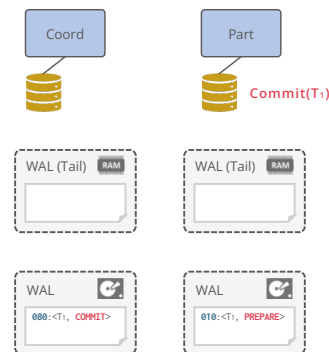 Coord
Part
Commit(T₁)
WAL (Tail) RAM
WAL (Tail) RAM
WAL
WAL
080:<T₁, COMMIT>
010:<T₁, PREPARE>